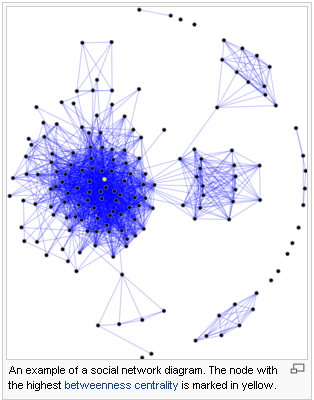 An example of a social network diagram. The node with
the highest betweenness centrality is marked in yellow.